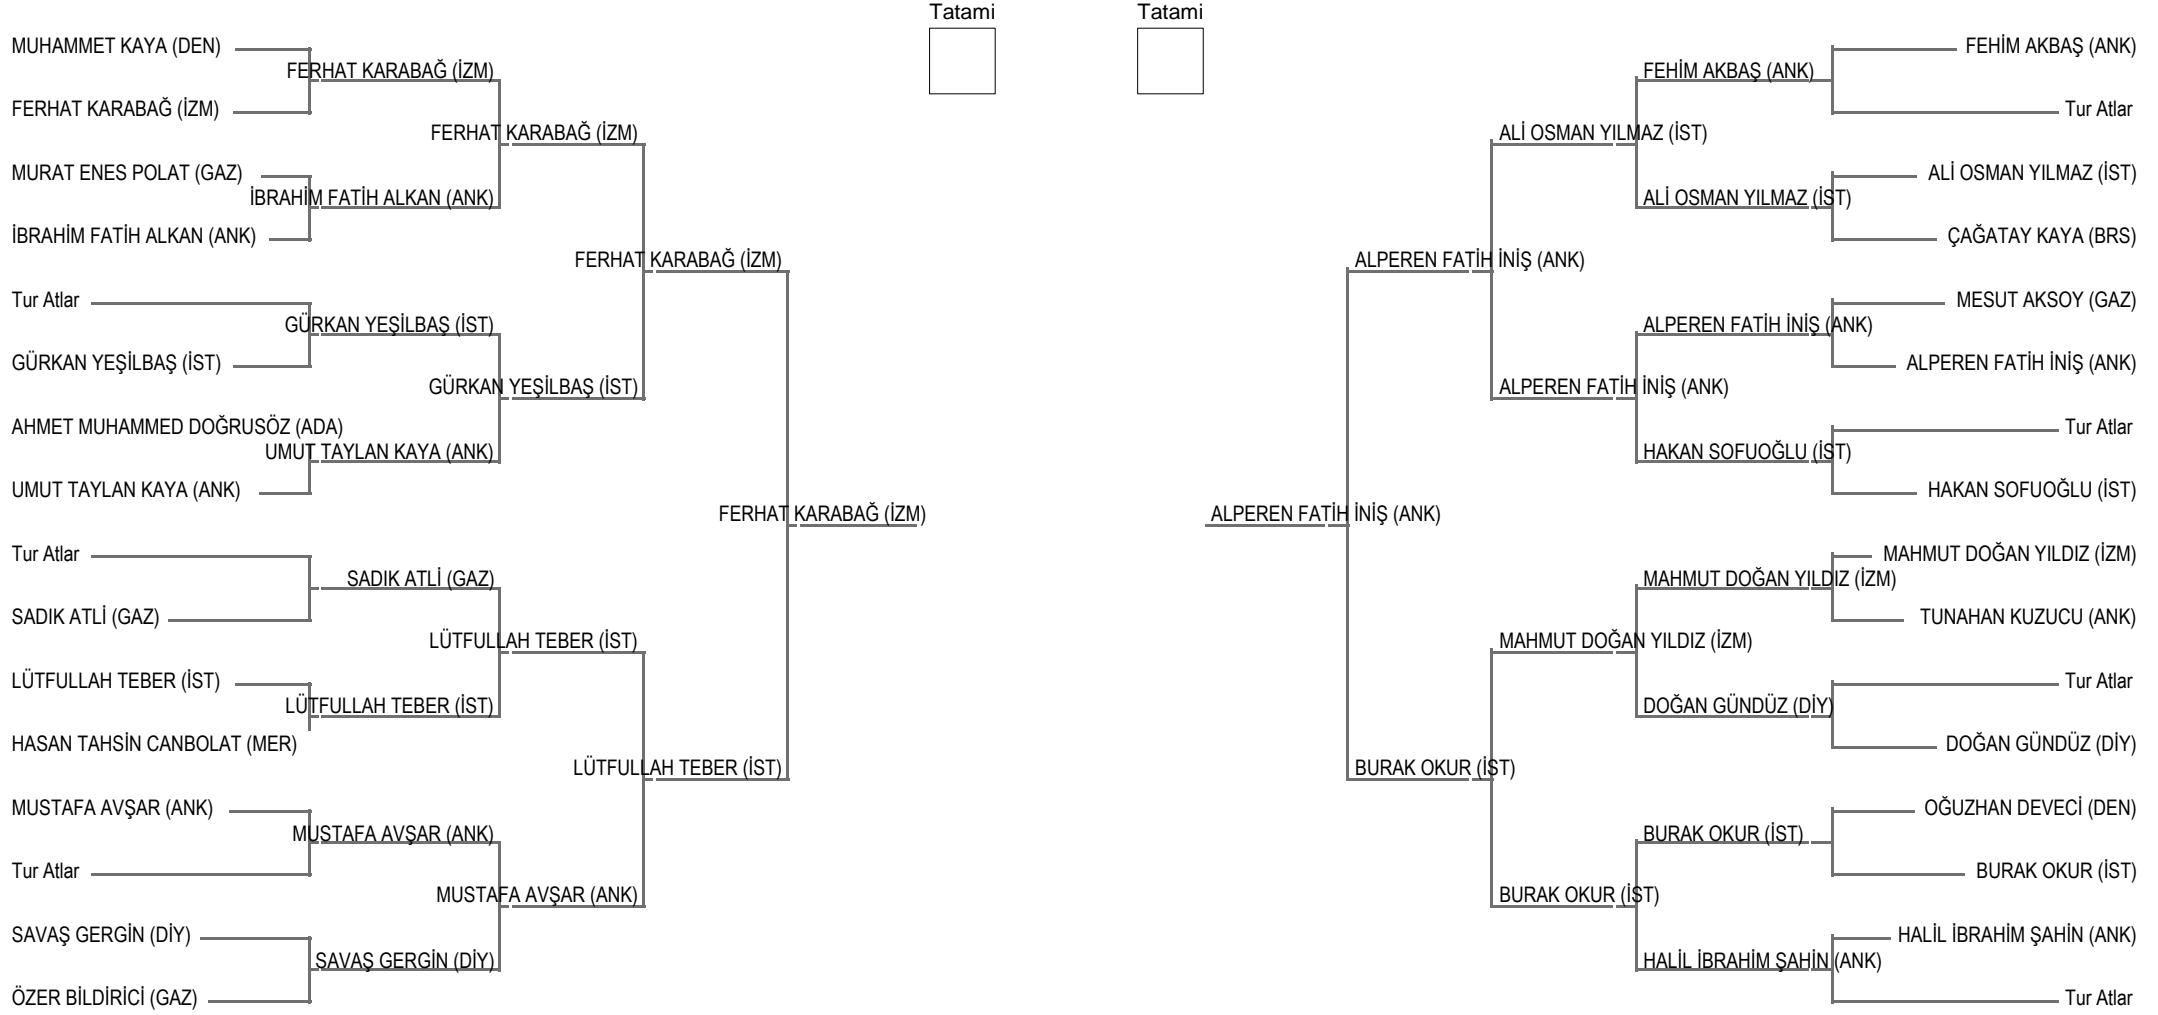 Tatami
Tatami
MUHAMMET KAYA (DEN)
FERHAT KARABAĞ (İZM)
FERHAT KARABAĞ (İZM)
FERHAT KARABAĞ (İZM)
MURAT ENES POLAT (GAZ)
İBRAHİM FATİH ALKAN (ANK)
İBRAHİM FATİH ALKAN (ANK)
FERHAT KARABAĞ (İZM)
Tur Atlar
GÜRKAN YEŞİLBAŞ (İST)
GÜRKAN YEŞİLBAŞ (İST)
GÜRKAN YEŞİLBAŞ (İST)
AHMET MUHAMMED DOĞRUSÖZ (ADA)
UMUT TAYLAN KAYA (ANK)
UMUT TAYLAN KAYA (ANK)
FERHAT KARABAĞ (İZM)
Tur Atlar
SADIK ATLİ (GAZ)
SADIK ATLİ (GAZ)
LÜTFULLAH TEBER (İST)
LÜTFULLAH TEBER (İST)
LÜTFULLAH TEBER (İST)
HASAN TAHSİN CANBOLAT (MER)
LÜTFULLAH TEBER (İST)
MUSTAFA AVŞAR (ANK)
MUSTAFA AVŞAR (ANK)
Tur Atlar
MUSTAFA AVŞAR (ANK)
SAVAŞ GERGİN (DİY)
SAVAŞ GERGİN (DİY)
ÖZER BİLDİRİCİ (GAZ)
FEHİM AKBAŞ (ANK)
FEHİM AKBAŞ (ANK)
Tur Atlar
ALİ OSMAN YILMAZ (İST)
ALİ OSMAN YILMAZ (İST)
ALİ OSMAN YILMAZ (İST)
ÇAĞATAY KAYA (BRS)
ALPEREN FATİH İNİŞ (ANK)
MESUT AKSOY (GAZ)
ALPEREN FATİH İNİŞ (ANK)
ALPEREN FATİH İNİŞ (ANK)
ALPEREN FATİH İNİŞ (ANK)
Tur Atlar
HAKAN SOFUOĞLU (İST)
HAKAN SOFUOĞLU (İST)
ALPEREN FATİH İNİŞ (ANK)
MAHMUT DOĞAN YILDIZ (İZM)
MAHMUT DOĞAN YILDIZ (İZM)
TUNAHAN KUZUCU (ANK)
MAHMUT DOĞAN YILDIZ (İZM)
Tur Atlar
DOĞAN GÜNDÜZ (DİY)
DOĞAN GÜNDÜZ (DİY)
BURAK OKUR (İST)
OĞUZHAN DEVECİ (DEN)
BURAK OKUR (İST)
BURAK OKUR (İST)
BURAK OKUR (İST)
HALİL İBRAHİM ŞAHİN (ANK)
HALİL İBRAHİM ŞAHİN (ANK)
Tur Atlar